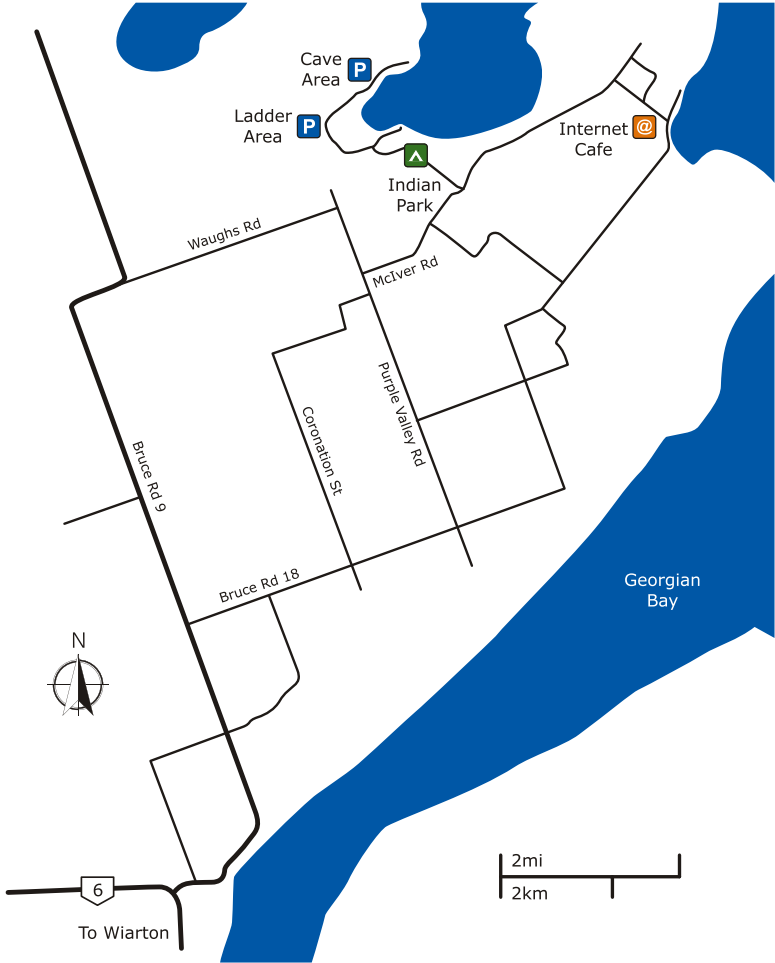 Cave
Area
P
Ladder
Area
P
Internet
Cafe
@
Indian
Park
Waughs Rd
McIver Rd
Purple Valley Rd
Coronation St
Bruce Rd 9
Bruce Rd 18
Georgian
Bay
N
2mi
2km
6
To Wiarton